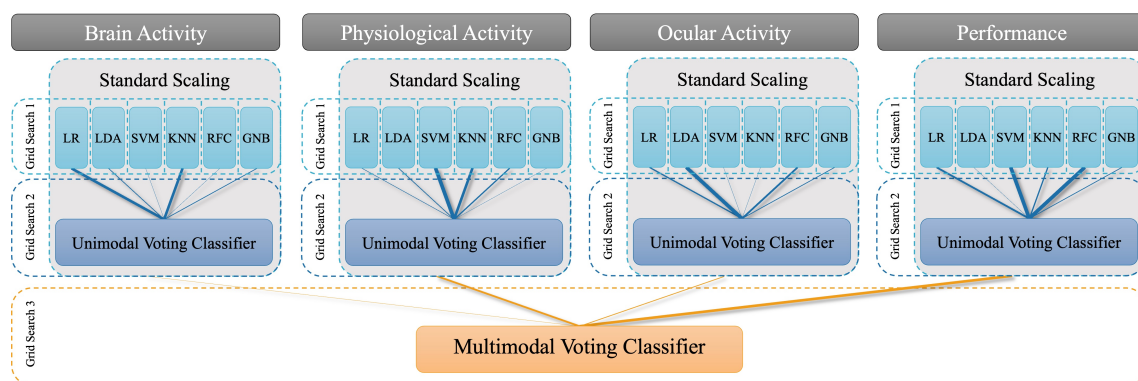 Brain Activity
Physiological Activity
Ocular Activity
Performance
Standard Scaling
Standard Scaling
Standard Scaling
Standard Scaling
Grid Search 1
LR LDA SVM KNN RFC GNB
Grid Search 1
LR LDA SVM KNN RFC GNB
Grid Search 1
LR LDA SVM KNN RFC GNB
Grid Search 1
LR LDA SVM KNN RFC GNB
Grid Search 2
Unimodal Voting Classifier
Grid Search 2
Unimodal Voting Classifier
Grid Search 2
Unimodal Voting Classifier
Grid Search 2
Unimodal Voting Classifier
Grid Search 3
Multimodal Voting Classifier